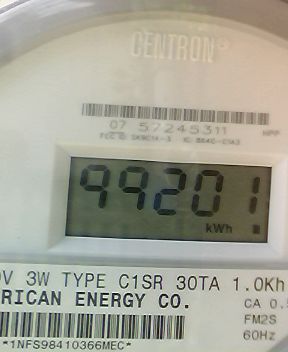 CENTRON®
07 57245311
HPP
99201
kWh
V 3W TYPE C1SR 30TA 1.0Kh
RICAN ENERGY CO.
CA 0.5
FM2S
60Hz
*1NFS98410366MEC*